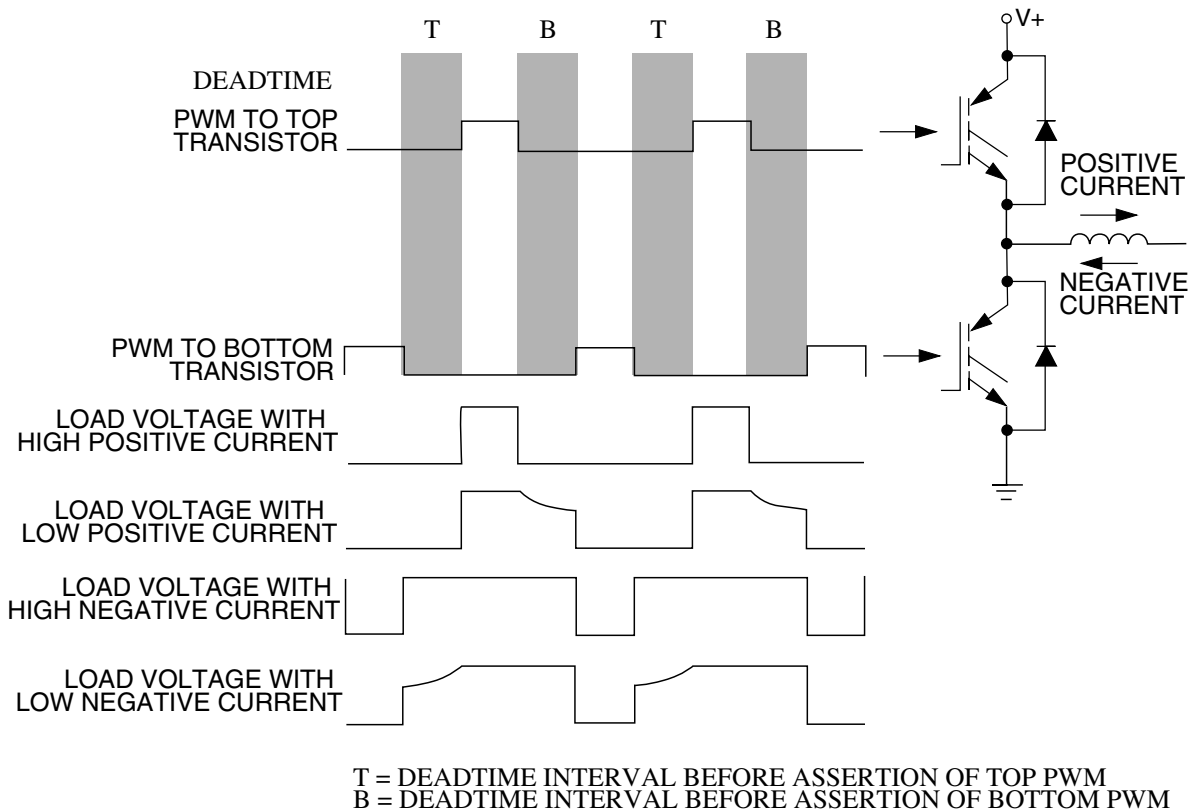 T B T B
V+
DEADTIME
PWM TO TOP
TRANSISTOR
POSITIVE
CURRENT
NEGATIVE
CURRENT
PWM TO BOTTOM
TRANSISTOR
LOAD VOLTAGE WITH
HIGH POSITIVE CURRENT
LOAD VOLTAGE WITH
LOW POSITIVE CURRENT
LOAD VOLTAGE WITH
HIGH NEGATIVE CURRENT
LOAD VOLTAGE WITH
LOW NEGATIVE CURRENT
T = DEADTIME INTERVAL BEFORE ASSERTION OF TOP PWM
B = DEADTIME INTERVAL BEFORE ASSERTION OF BOTTOM PWM